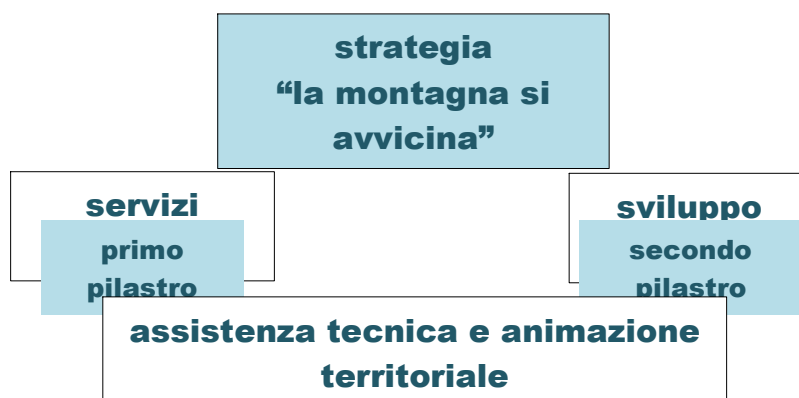 strategia
“la montagna si
avvicina”
servizi
primo
pilastro
sviluppo
secondo
pilastro
assistenza tecnica e animazione
territoriale